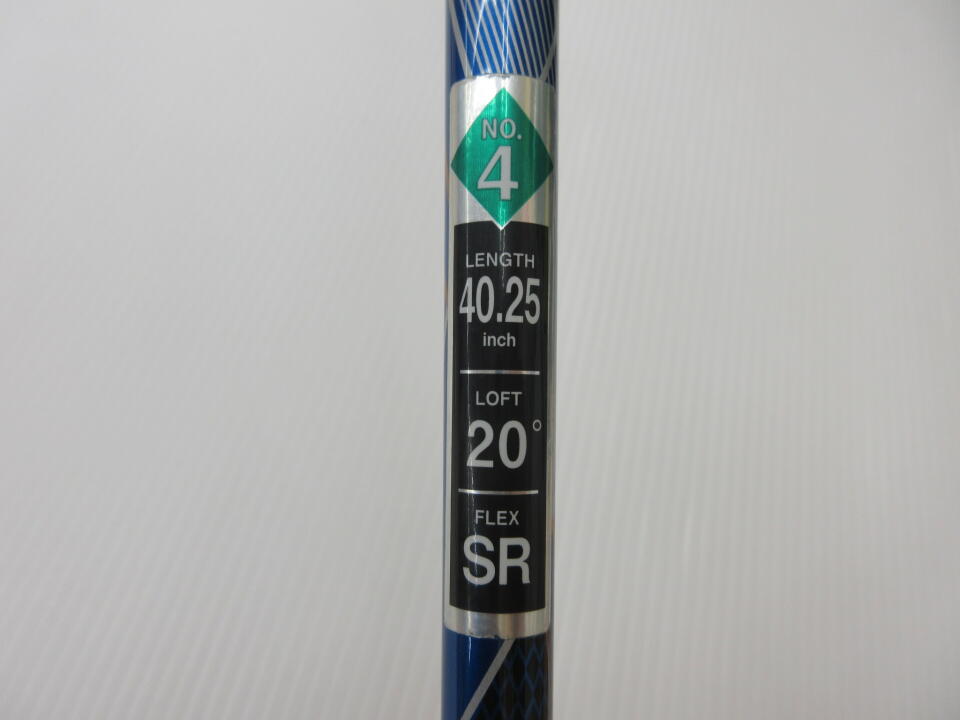 NO.
4
LENGTH
40.25
inch
LOFT
20°
FLEX
SR